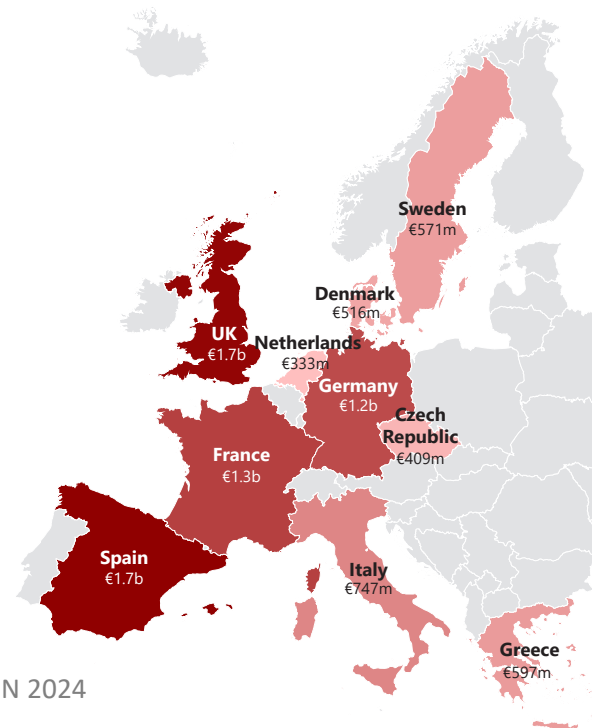 Sweden
€571m
Denmark
€516m
UK
€1.7b
Netherlands
€333m
Germany
€1.2b
Czech
Republic
€409m
France
€1.3b
Spain
€1.7b
Italy
€747m
Greece
€597m
N 2024